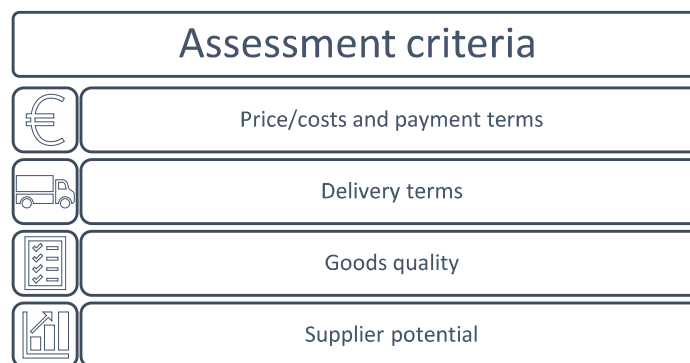 Assessment criteria
Price/costs and payment terms
Delivery terms
Goods quality
Supplier potential